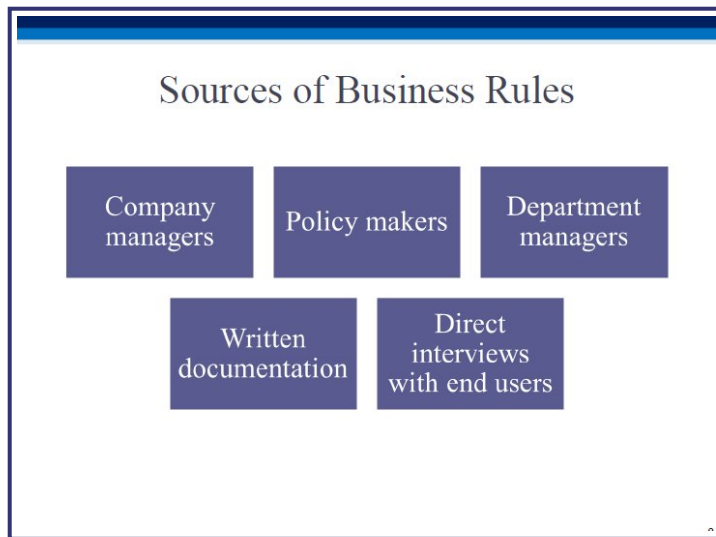 Sources of Business Rules
Company
managers
Policy makers
Department
managers
Written
documentation
Direct
interviews
with end users